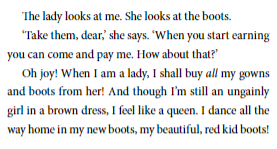 The lady looks at me. She looks at the boots.
‘Take them, dear,’ she says. ‘When you start earning
you can come and pay me. How about that?’
Oh joy! When I am a lady, I shall buy all my gowns
and boots from her! And though I’m still an ungainly
girl in a brown dress, I feel like a queen. I dance all the
way home in my new boots, my beautiful, red kid boots!